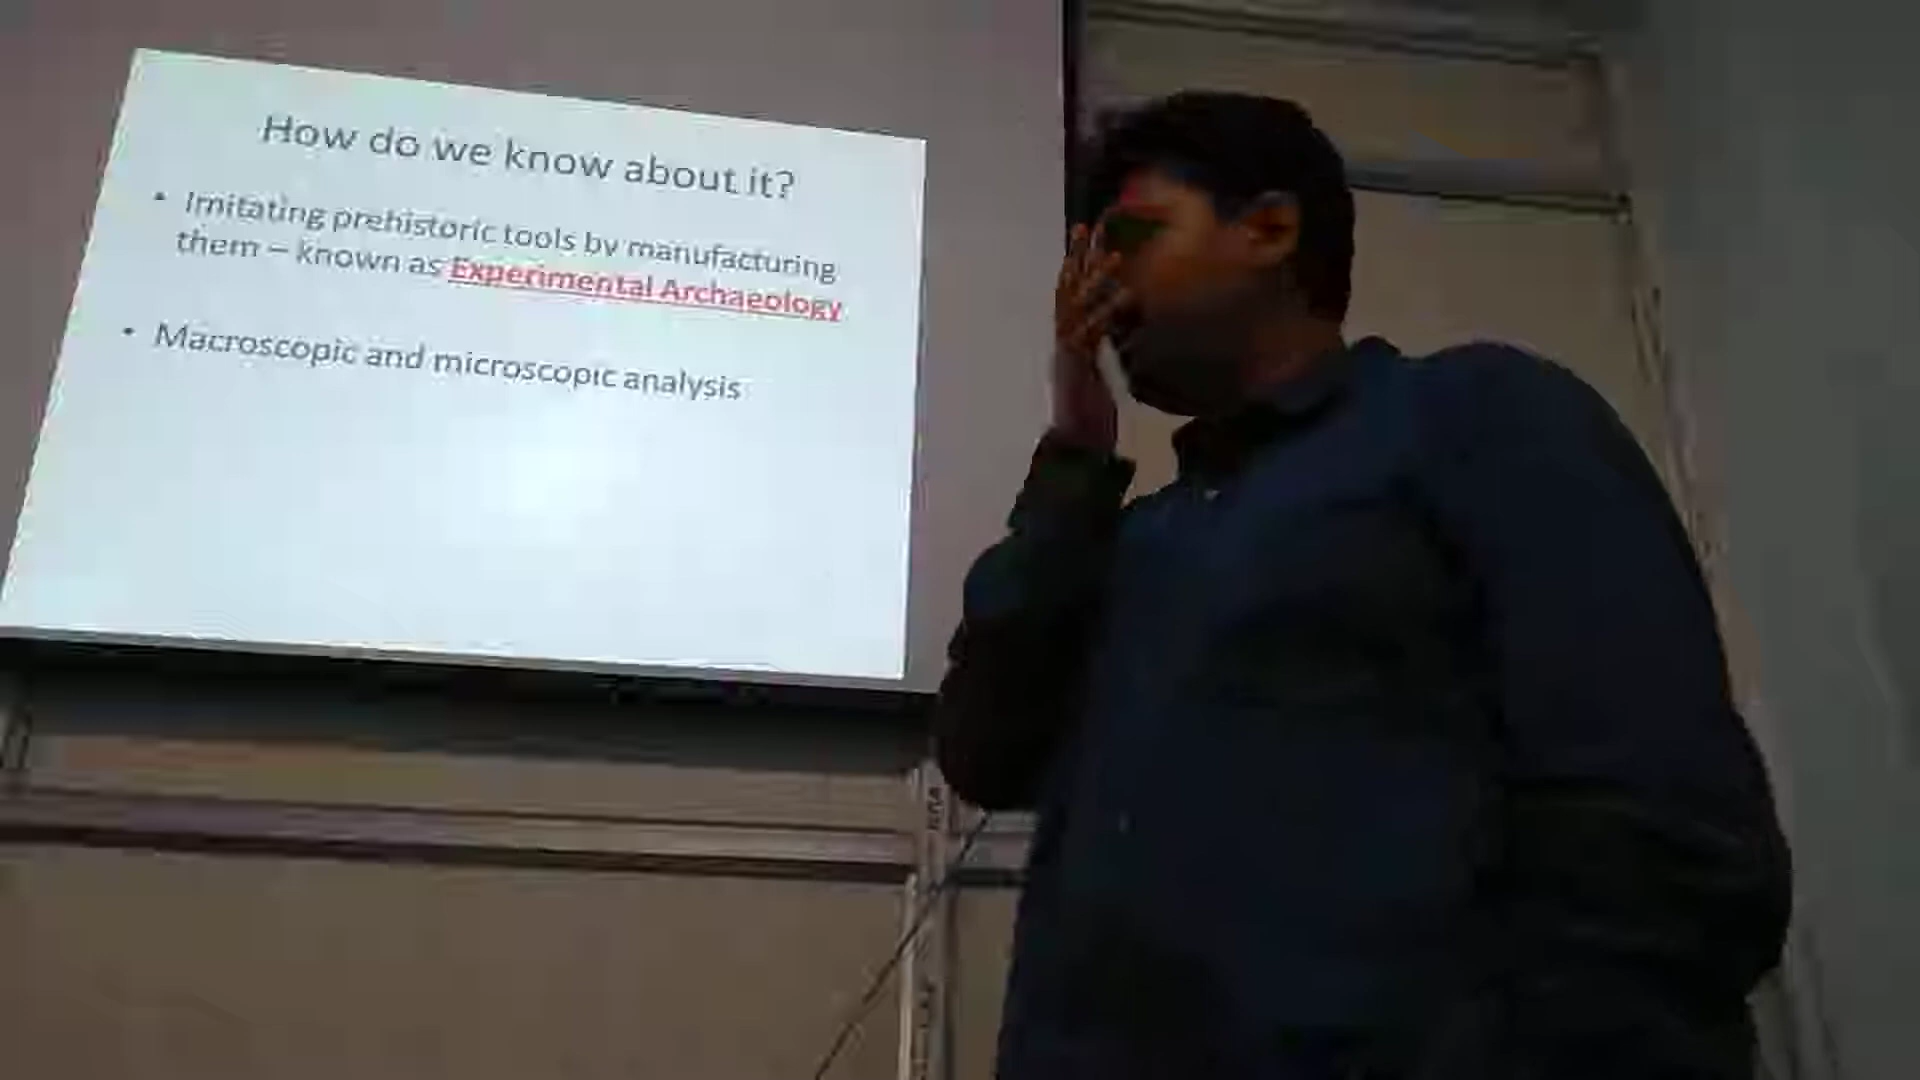 How do we know about it?
• Imitating prehistoric tools by manufacturing
them – known as Experimental Archaeology
• Macroscopic and microscopic analysis